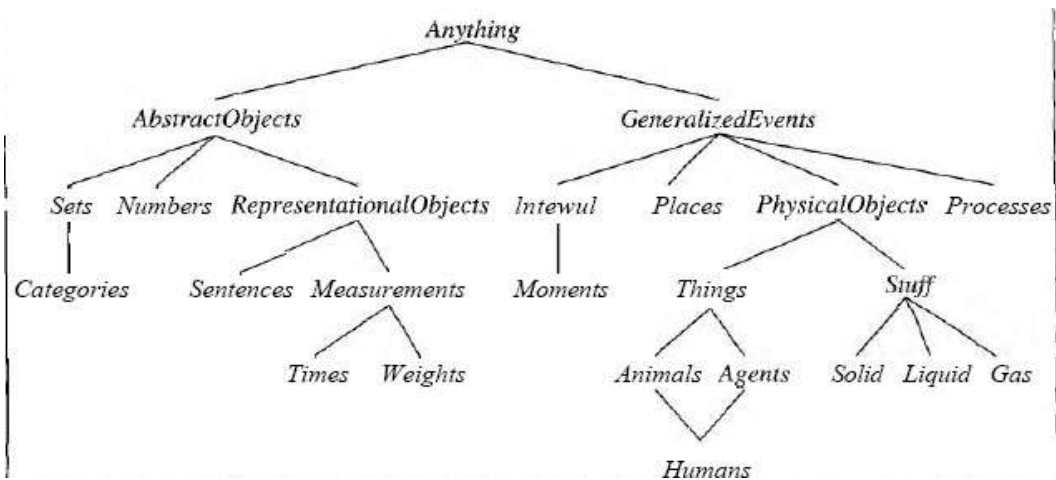 Anything
AbstractObjects GeneralizedEvents
Sets Numbers RepresentationalObjects Intewul Places PhysicalObjects Processes
Categories Sentences Measurements Moments Things Stuff
Times Weights Animals Agents Solid Liquid Gas
Humans